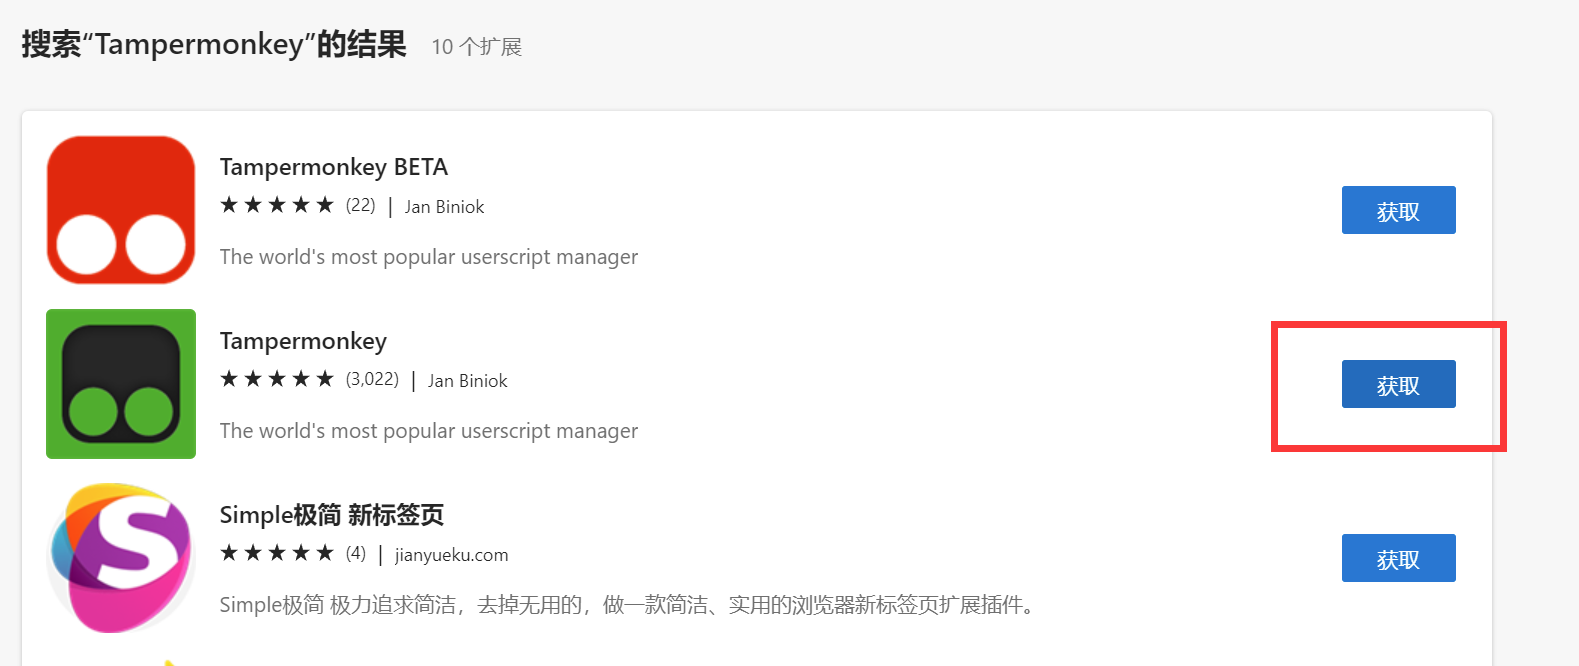 搜索“Tampermonkey”的结果 10 个扩展
Tampermonkey BETA
★★★★★ (22) | Jan Biniok
The world's most popular userscript manager
获取
Tampermonkey
★★★★★ (3,022) | Jan Biniok
The world's most popular userscript manager
获取
Simple极简 新标签页
★★★★★ (4) | jianyueku.com
Simple极简 极力追求简洁，去掉无用的，做一款简洁、实用的浏览器新标签页扩展插件。
获取